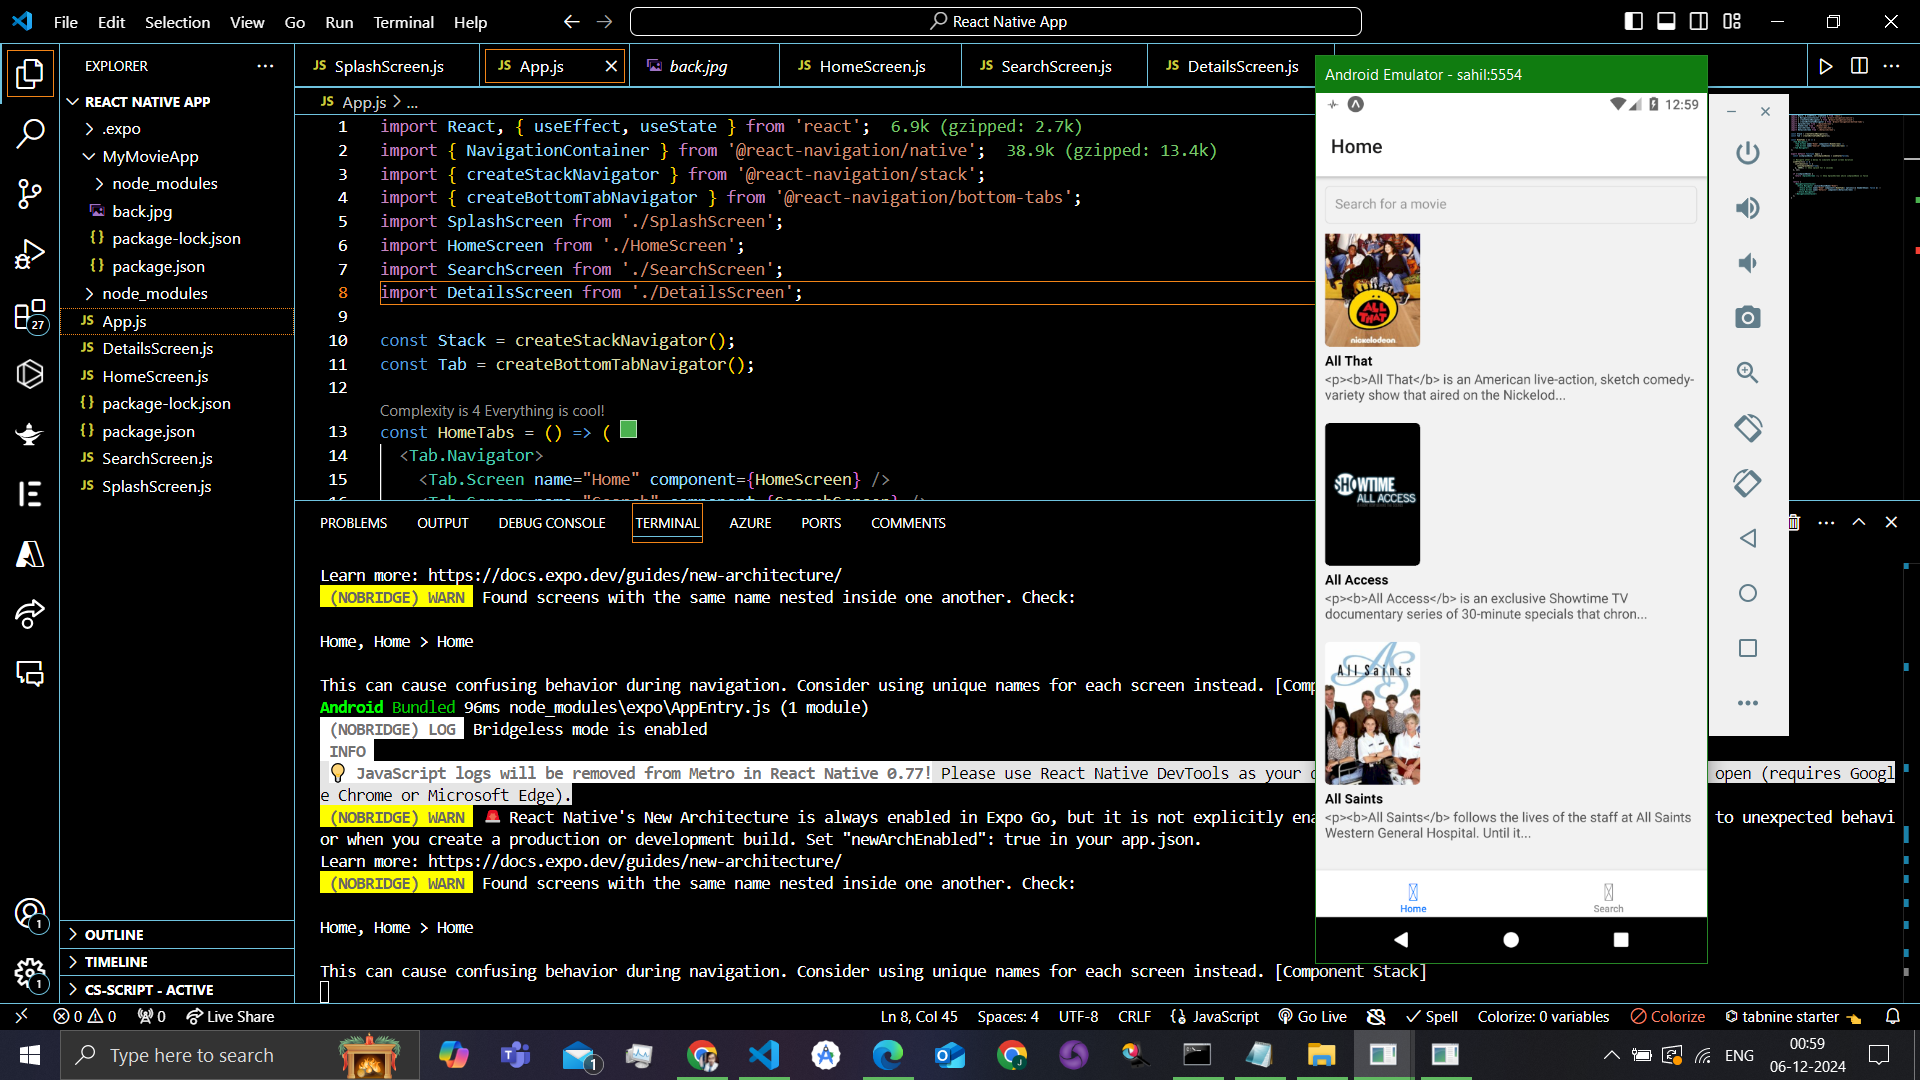 File Edit Selection View Go Run Terminal Help
React Native App
EXPLORER
REACT NATIVE APP
.expo
MyMovieApp
node_modules
back.jpg
package-lock.json
package.json
node_modules
App.js
DetailsScreen.js
HomeScreen.js
package-lock.json
package.json
SearchScreen.js
SplashScreen.js
OUTLINE
TIMELINE
CS-SCRIPT - ACTIVE
27
1
1
JS SplashScreen.js
JS App.js
back.jpg
JS HomeScreen.js
JS SearchScreen.js
JS DetailsScreen.js
JS App.js > ...
1 import React, { useEffect, useState } from 'react'; 6.9k (gzipped: 2.7k)
2 import { NavigationContainer } from '@react-navigation/native'; 38.9k (gzipped: 13.4k)
3 import { createStackNavigator } from '@react-navigation/stack';
4 import { createBottomTabNavigator } from '@react-navigation/bottom-tabs';
5 import SplashScreen from './SplashScreen';
6 import HomeScreen from './HomeScreen';
7 import SearchScreen from './SearchScreen';
8 import DetailsScreen from './DetailsScreen';
9
10 const Stack = createStackNavigator();
11 const Tab = createBottomTabNavigator();
12
Complexity is 4 Everything is cool!
13 const HomeTabs = () => (
14 <Tab.Navigator>
15 <Tab.Screen name="Home" component={HomeScreen} />
16 <Tab.Screen name="Search" component={SearchScreen} />
PROBLEMS OUTPUT DEBUG CONSOLE TERMINAL AZURE PORTS COMMENTS
Learn more: https://docs.expo.dev/guides/new-architecture/
(NOBRIDGE) WARN Found screens with the same name nested inside one another. Check:
Home, Home > Home
This can cause confusing behavior during navigation. Consider using unique names for each screen instead. [Comp
Android Bundled 96ms node_modules\expo\AppEntry.js (1 module)
(NOBRIDGE) LOG Bridgeless mode is enabled
INFO
JavaScript logs will be removed from Metro in React Native 0.77! Please use React Native DevTools as your d open (requires Googl
e Chrome or Microsoft Edge).
(NOBRIDGE) WARN React Native's New Architecture is always enabled in Expo Go, but it is not explicitly ena to unexpected behavi
or when you create a production or development build. Set "newArchEnabled": true in your app.json.
Learn more: https://docs.expo.dev/guides/new-architecture/
(NOBRIDGE) WARN Found screens with the same name nested inside one another. Check:
Home, Home > Home
This can cause confusing behavior during navigation. Consider using unique names for each screen instead. [Component Stack]
Android Emulator - sahil:5554
12:59
Home
Search for a movie
ALL THAT
nickelodeon
All That
<p><b>All That</b> is an American live-action, sketch comedy-
variety show that aired on the Nickelod...
SHOWTIME
ALL ACCESS
All Access
<p><b>All Access</b> is an exclusive Showtime TV
documentary series of 30-minute specials that chron...
AS
All Saints
All Saints
<p><b>All Saints</b> follows the lives of the staff at All Saints
Western General Hospital. Until it...
Home
Search
0 0 0 Live Share
Ln 8, Col 45 Spaces: 4 UTF-8 CRLF JavaScript Go Live Spell Colorize: 0 variables Colorize tabnine starter
Type here to search
1
ENG
00:59
06-12-2024